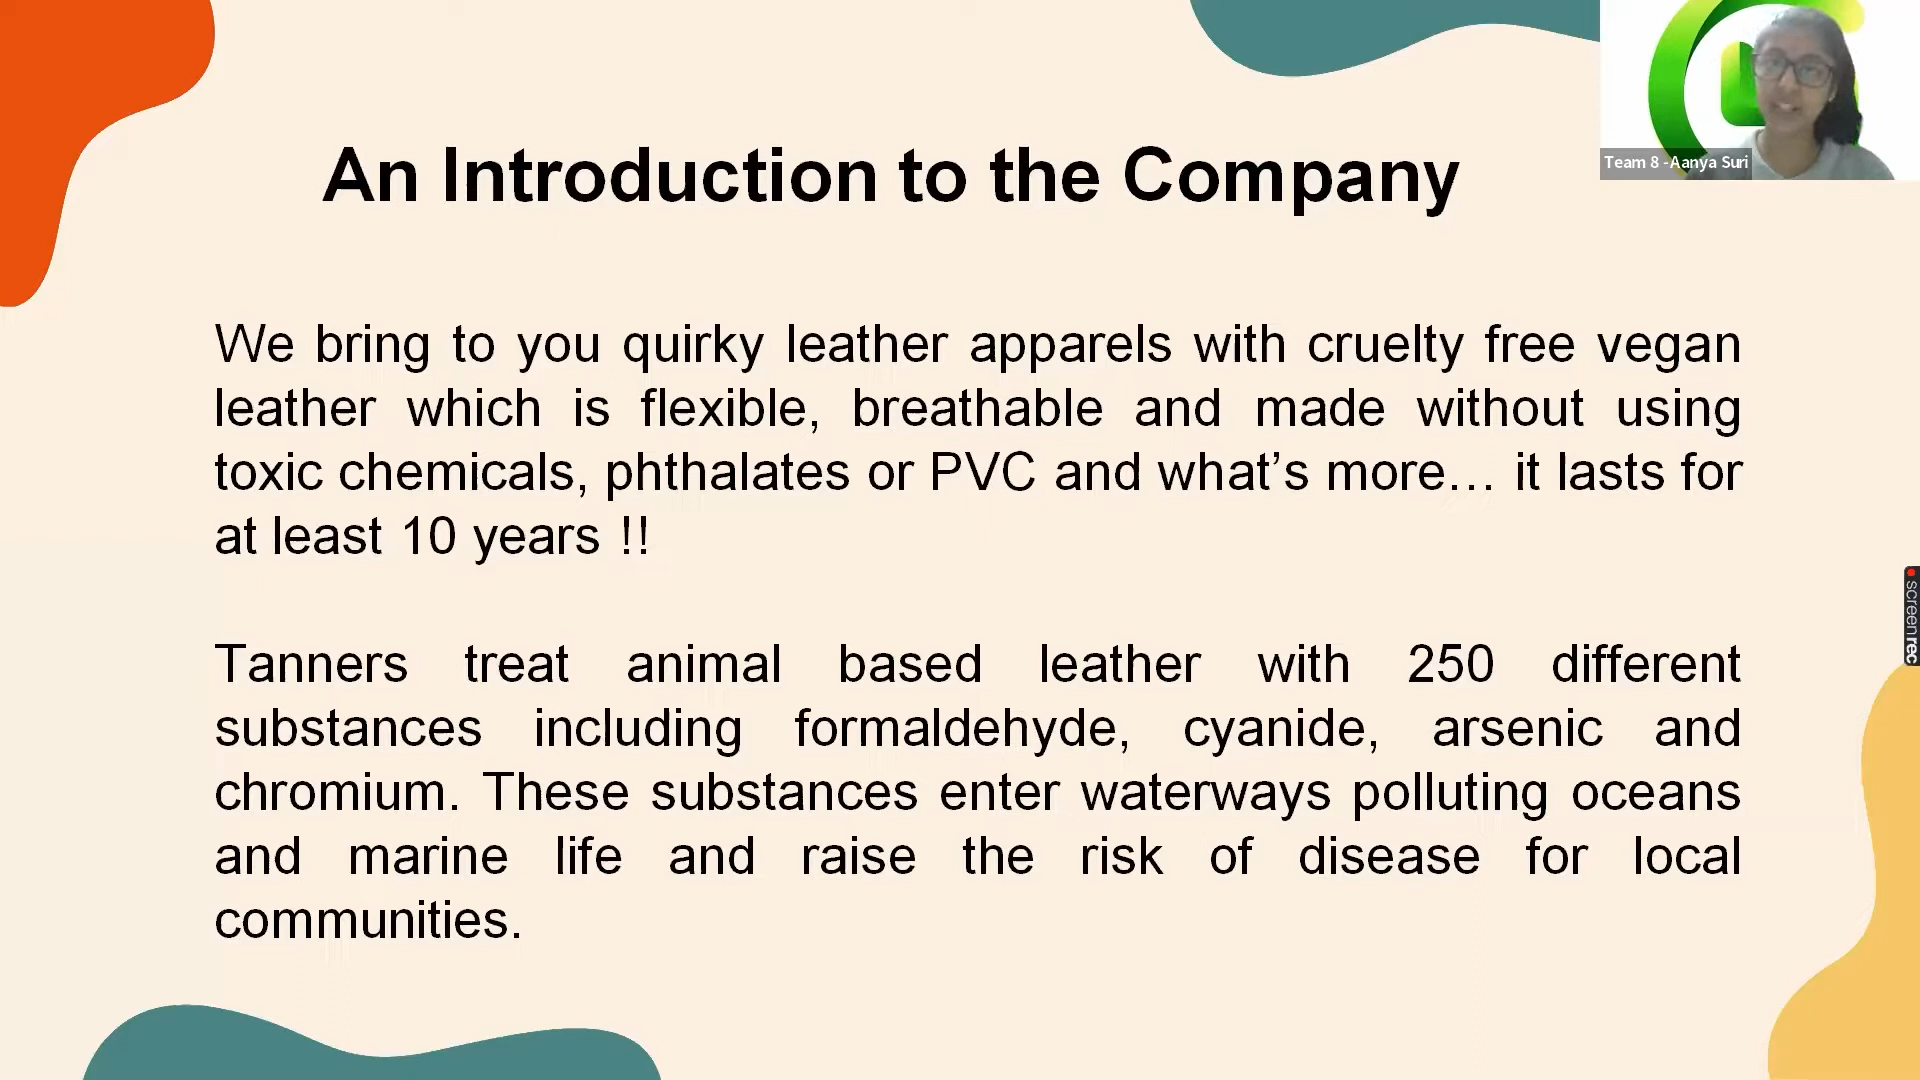 An Introduction to the Company
Team 8 -Aanya Suri
We bring to you quirky leather apparels with cruelty free vegan
leather which is flexible, breathable and made without using
toxic chemicals, phthalates or PVC and what’s more… it lasts for
at least 10 years !!
Tanners treat animal based leather with 250 different
substances including formaldehyde, cyanide, arsenic and
chromium. These substances enter waterways polluting oceans
and marine life and raise the risk of disease for local
communities.
screenrec